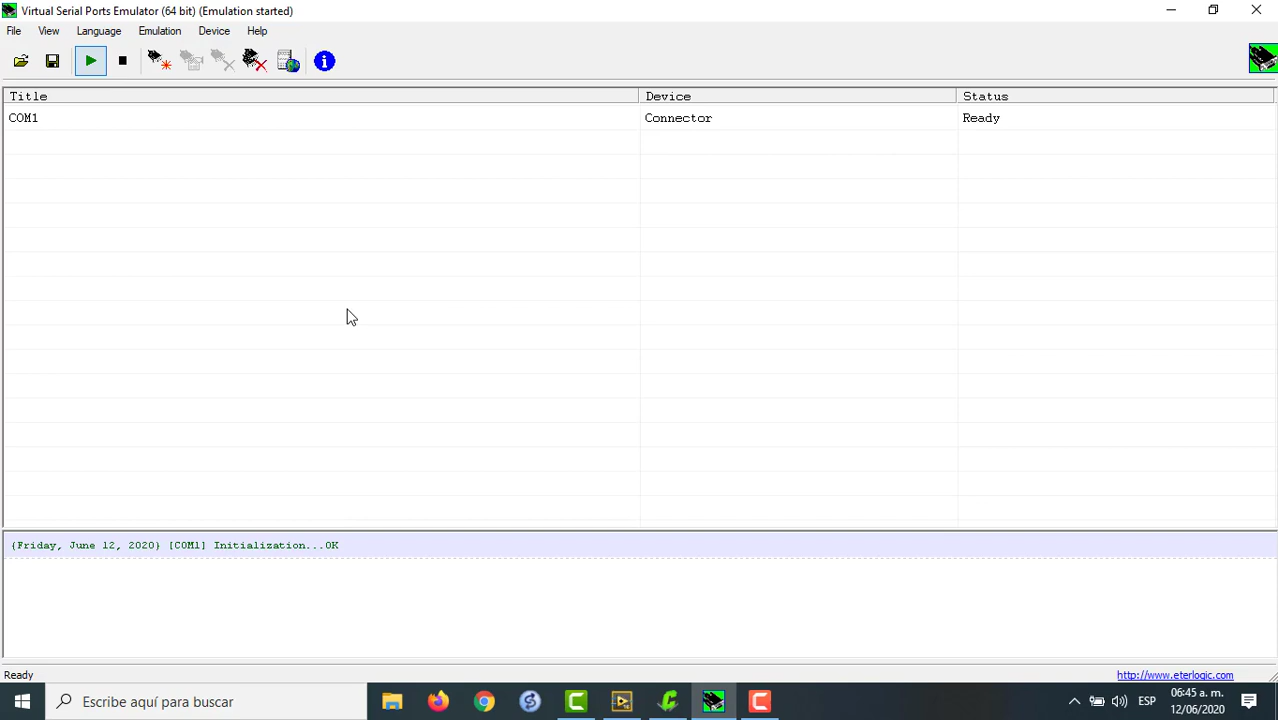 Virtual Serial Ports Emulator (64 bit) (Emulation started)
File View Language Emulation Device Help
Title Device Status
COM1 Connector Ready
{Friday, June 12, 2020} [COM1] Initialization...OK
Ready http://www.eterlogic.com
Escribe aquí para buscar
ESP
06:45 a. m.
12/06/2020